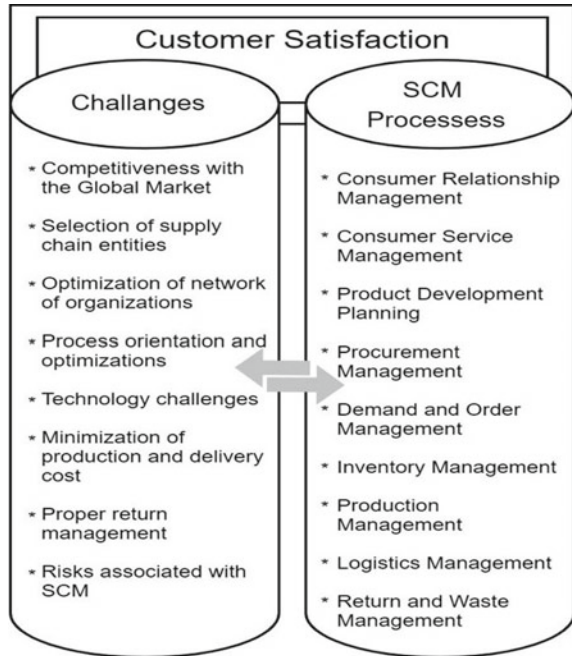 Customer Satisfaction
Challanges
* Competitiveness with
the Global Market
* Selection of supply
chain entities
* Optimization of network
of organizations
* Process orientation and
optimizations
* Technology challenges
* Minimization of
production and delivery
cost
* Proper return
management
* Risks associated with
SCM
SCM
Processess
* Consumer Relationship
Management
* Consumer Service
Management
* Product Development
Planning
* Procurement
Management
* Demand and Order
Management
* Inventory Management
* Production
Management
* Logistics Management
* Return and Waste
Management